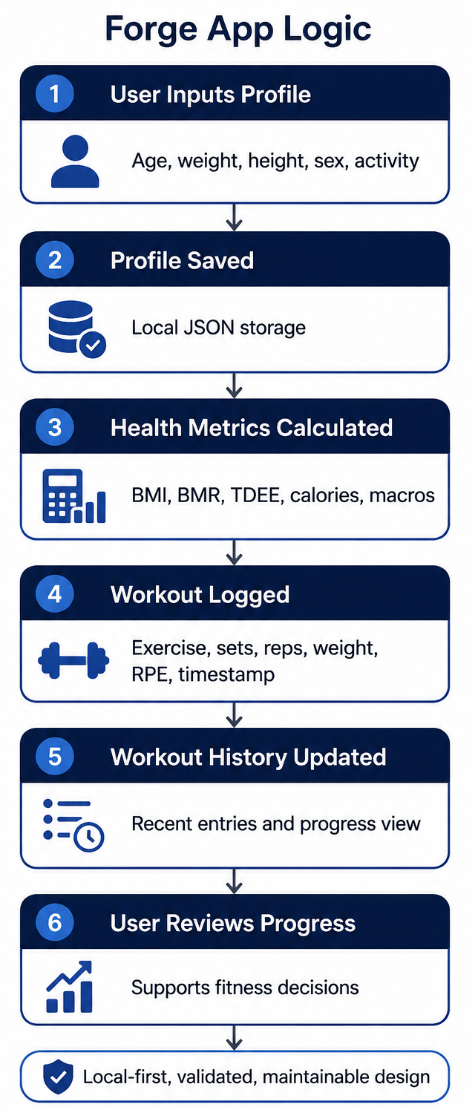 Forge App Logic
1 User Inputs Profile
Age, weight, height, sex, activity
2 Profile Saved
Local JSON storage
3 Health Metrics Calculated
BMI, BMR, TDEE, calories, macros
4 Workout Logged
Exercise, sets, reps, weight,
RPE, timestamp
5 Workout History Updated
Recent entries and progress view
6 User Reviews Progress
Supports fitness decisions
Local-first, validated, maintainable design